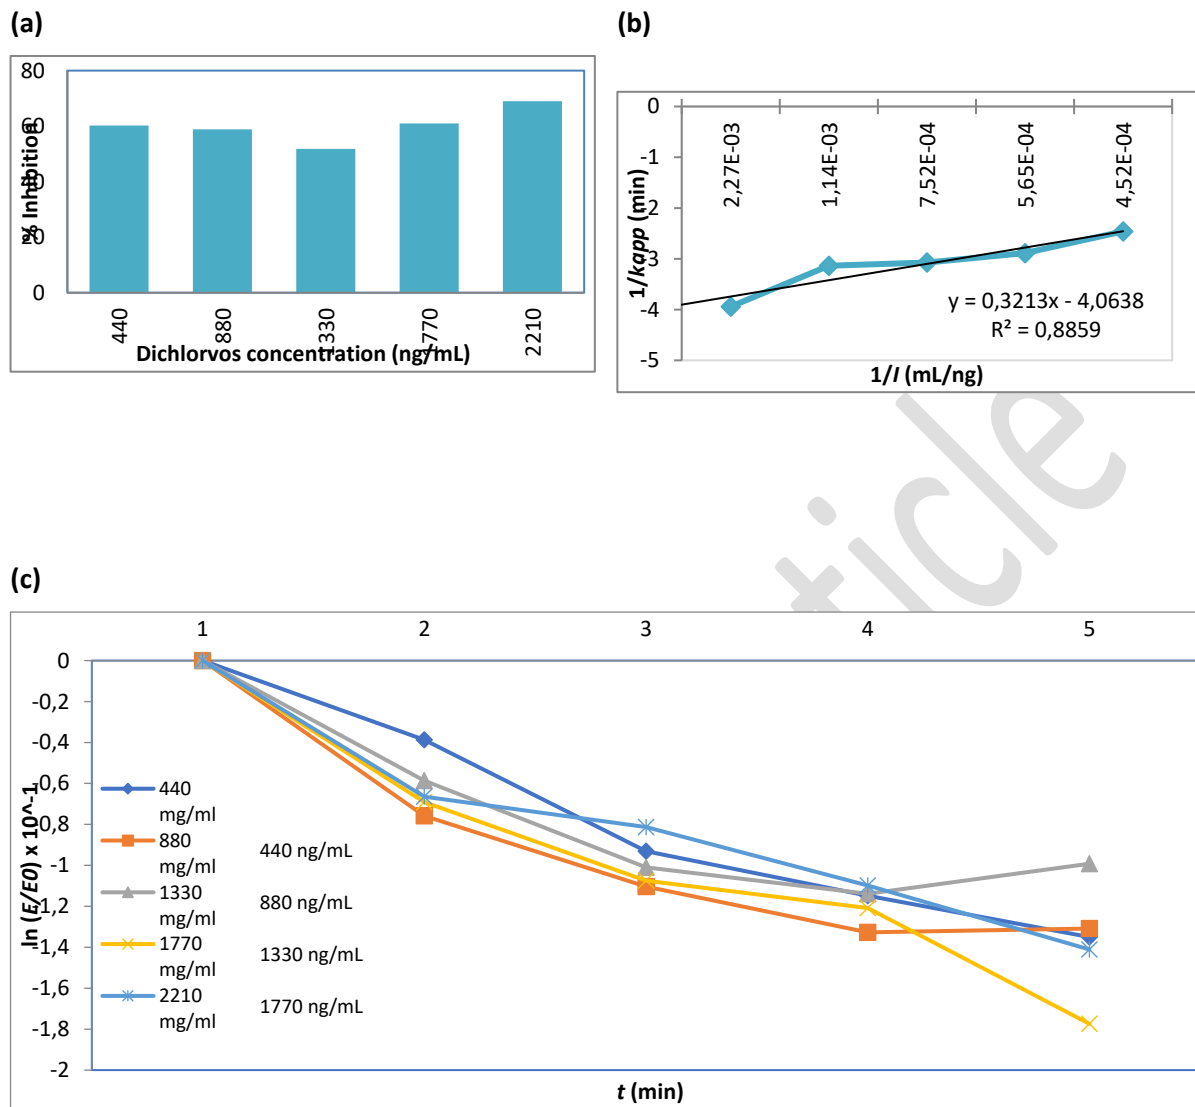 (a)
80
60
40
20
0
% Inhibition
440
880
1330
1770
2210
Dichlorvos concentration (ng/mL)
(b)
0
-1
-2
-3
-4
-5
1/kapp (min)
2,27E-03
1,14E-03
7,52E-04
5,65E-04
4,52E-04
y = 0,3213x - 4,0638
R² = 0,8859
1/I (mL/ng)
(c)
1 2 3 4 5
0
-0,2
-0,4
-0,6
-0,8
-1
-1,2
-1,4
-1,6
-1,8
-2
ln (E/E0) x 10^-1
440
mg/ml
880
mg/ml
1330
mg/ml
1770
mg/ml
2210
mg/ml
440 ng/mL
880 ng/mL
1330 ng/mL
1770 ng/mL
t (min)
ticle